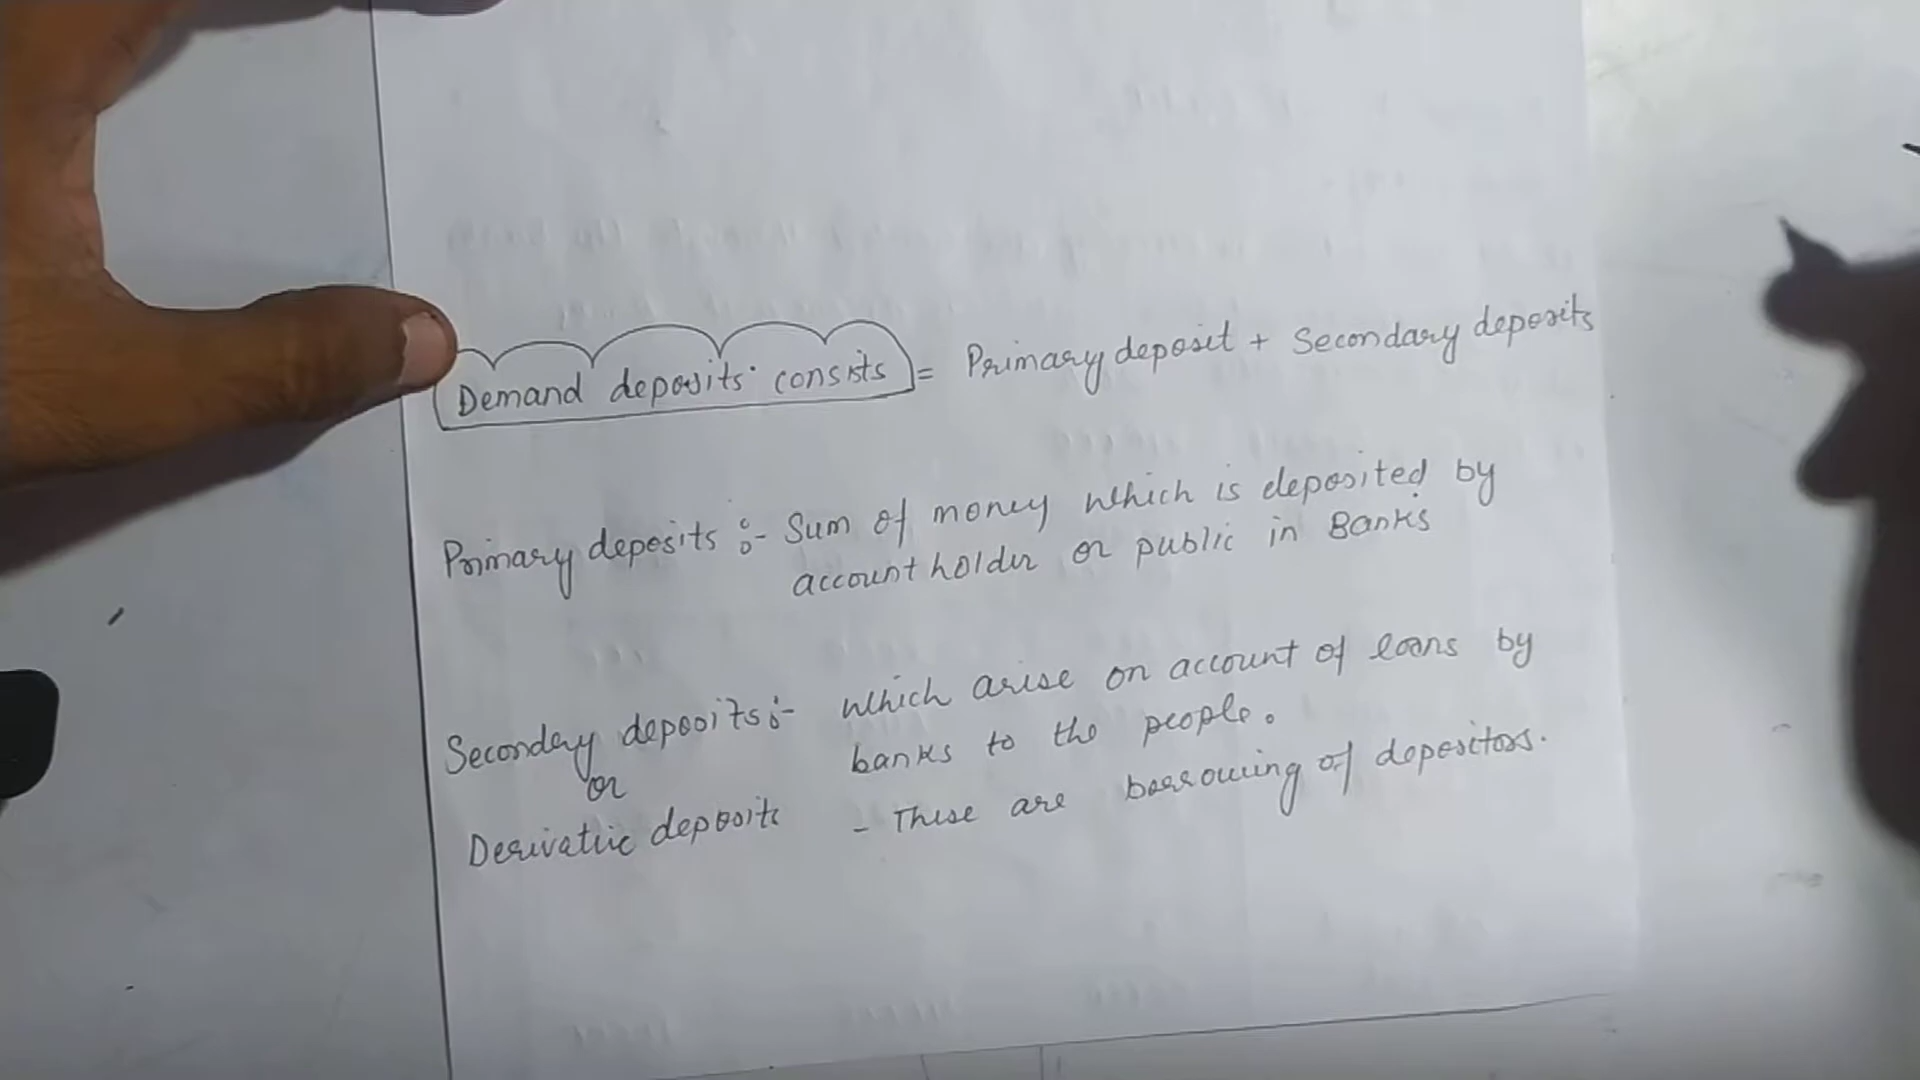 Demand deposits consists = Primary deposit + Secondary deposits
Primary deposits :- Sum of money which is deposited by
account holder or public in Banks
Secondary deposits :- which arise on account of loans by
banks to the people.
or
Derivative deposits - These are borrowing of depositors.